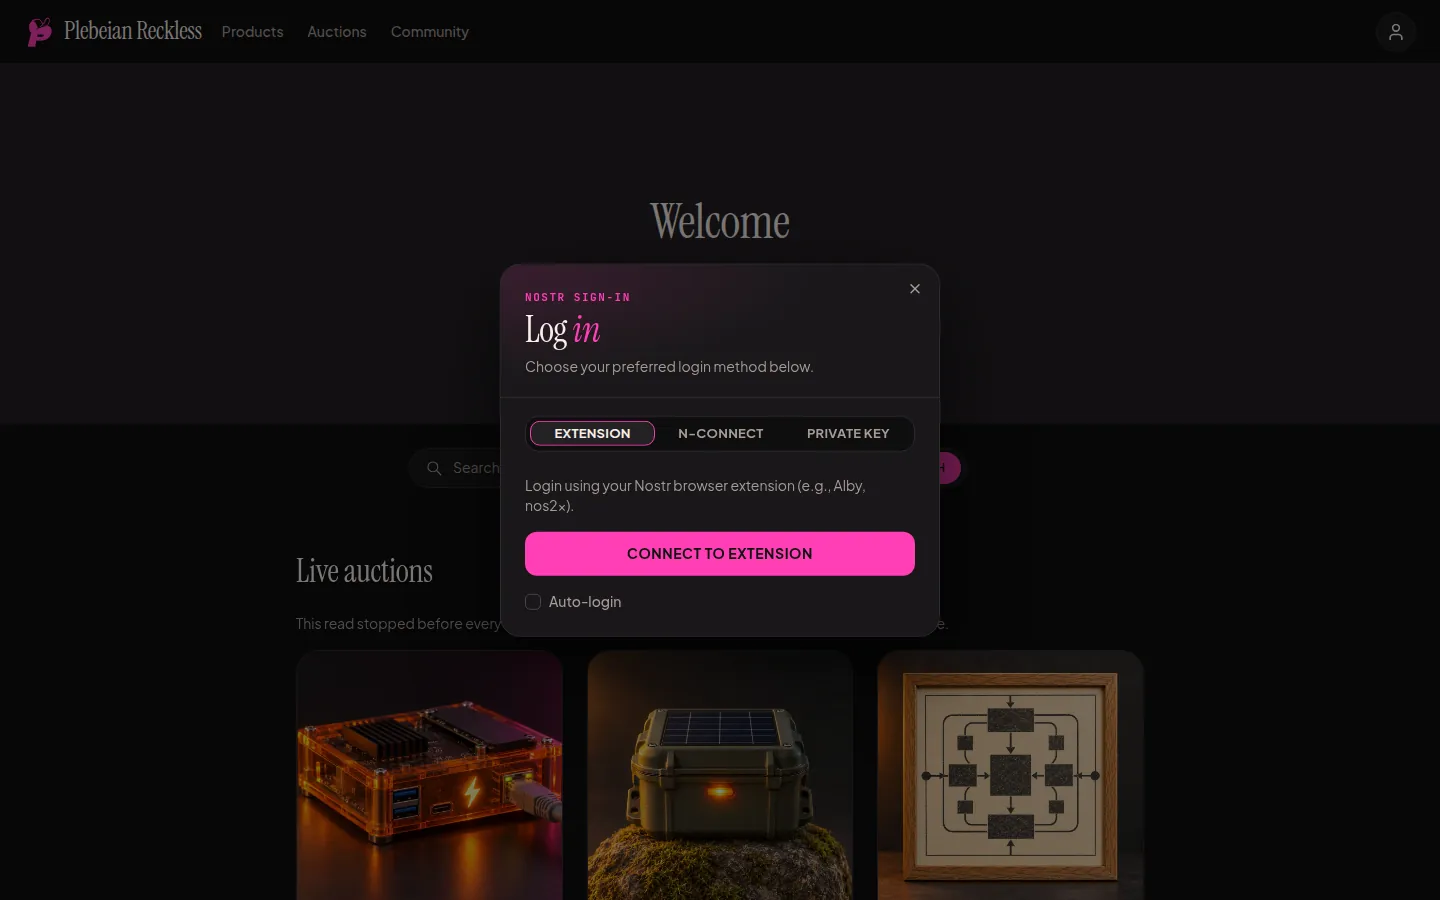 Plebeian Reckless
Products
Auctions
Community
Welcome
NOSTR SIGN-IN
Log in
Choose your preferred login method below.
EXTENSION
N-CONNECT
PRIVATE KEY
Search
Login using your Nostr browser extension (e.g., Alby,
nos2x).
CONNECT TO EXTENSION
Live auctions
Auto-login
This read stopped before every